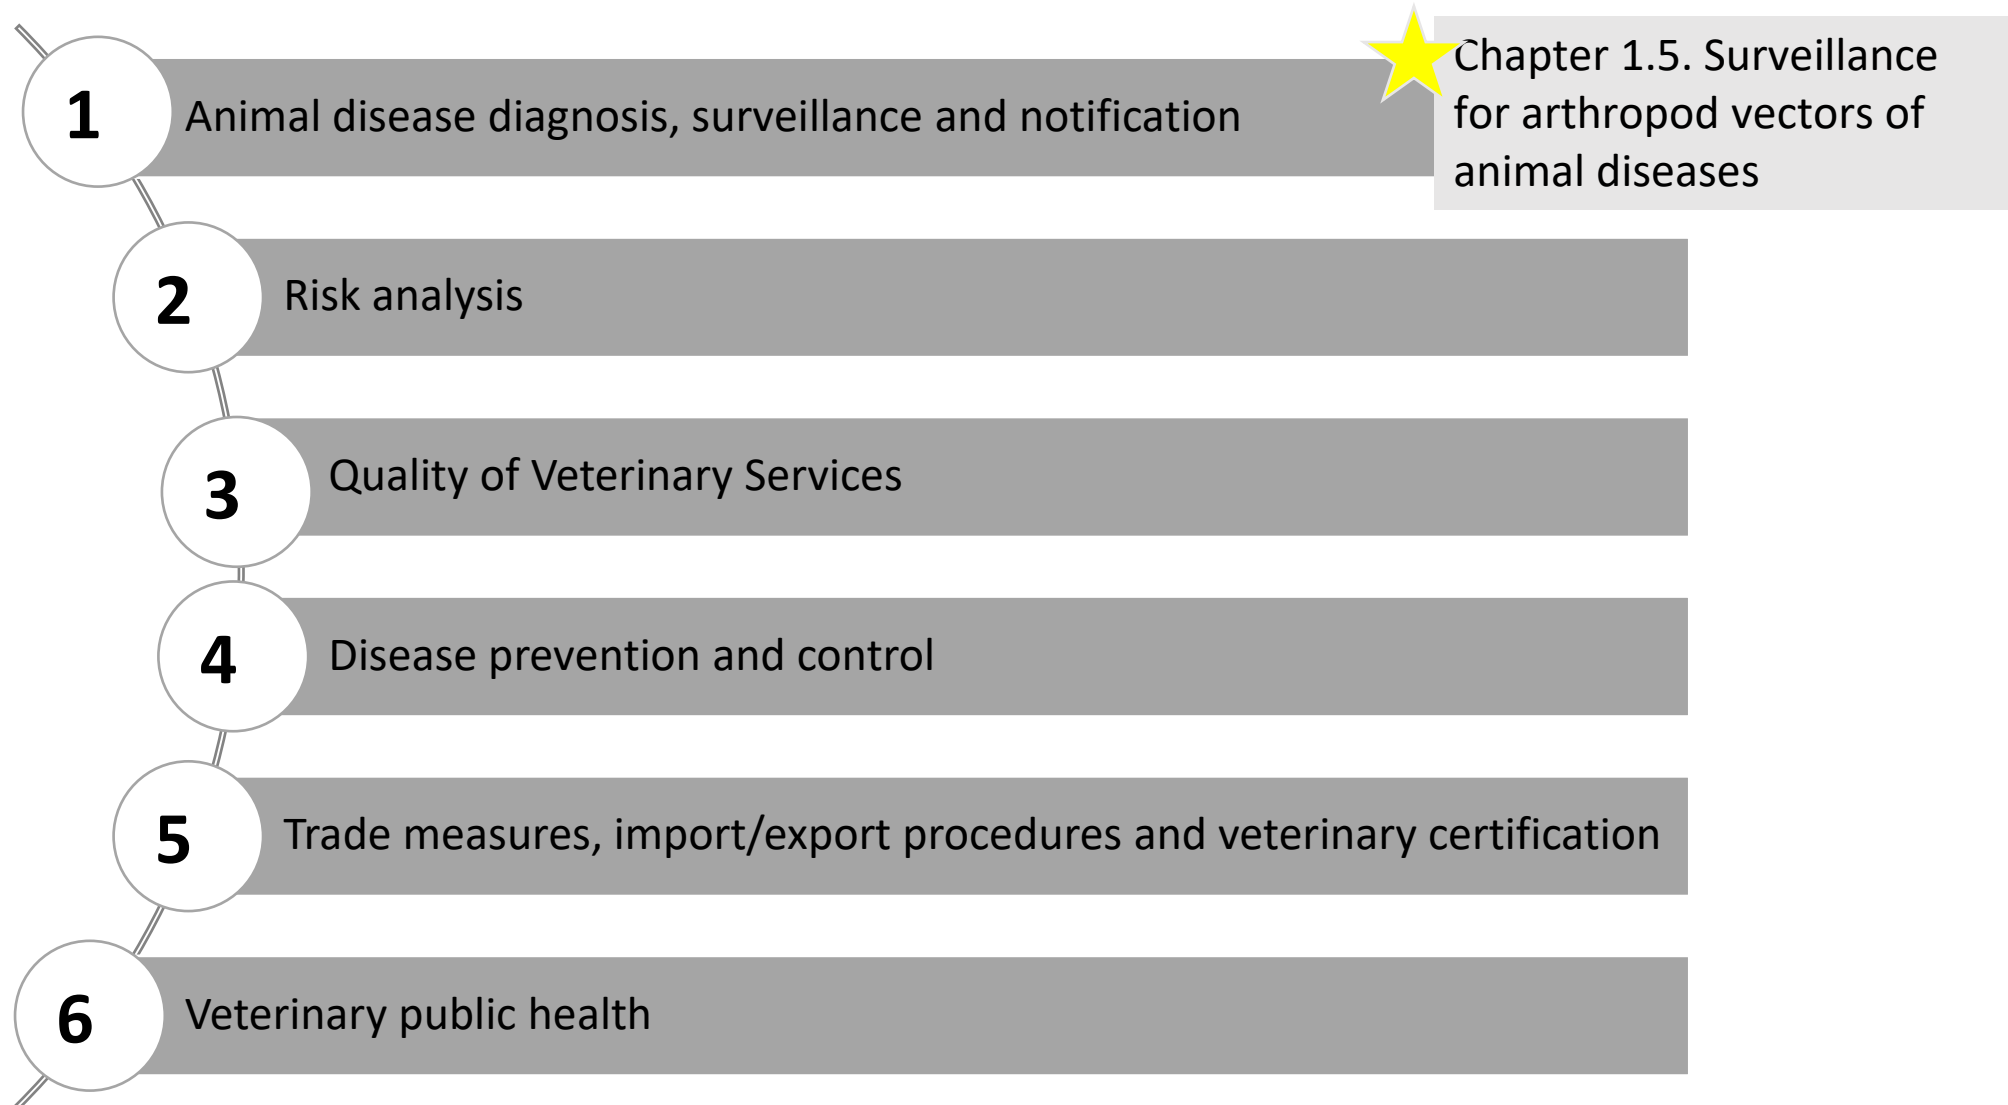 1
Animal disease diagnosis, surveillance and notification
Chapter 1.5. Surveillance
for arthropod vectors of
animal diseases
2
Risk analysis
3
Quality of Veterinary Services
4
Disease prevention and control
5
Trade measures, import/export procedures and veterinary certification
6
Veterinary public health